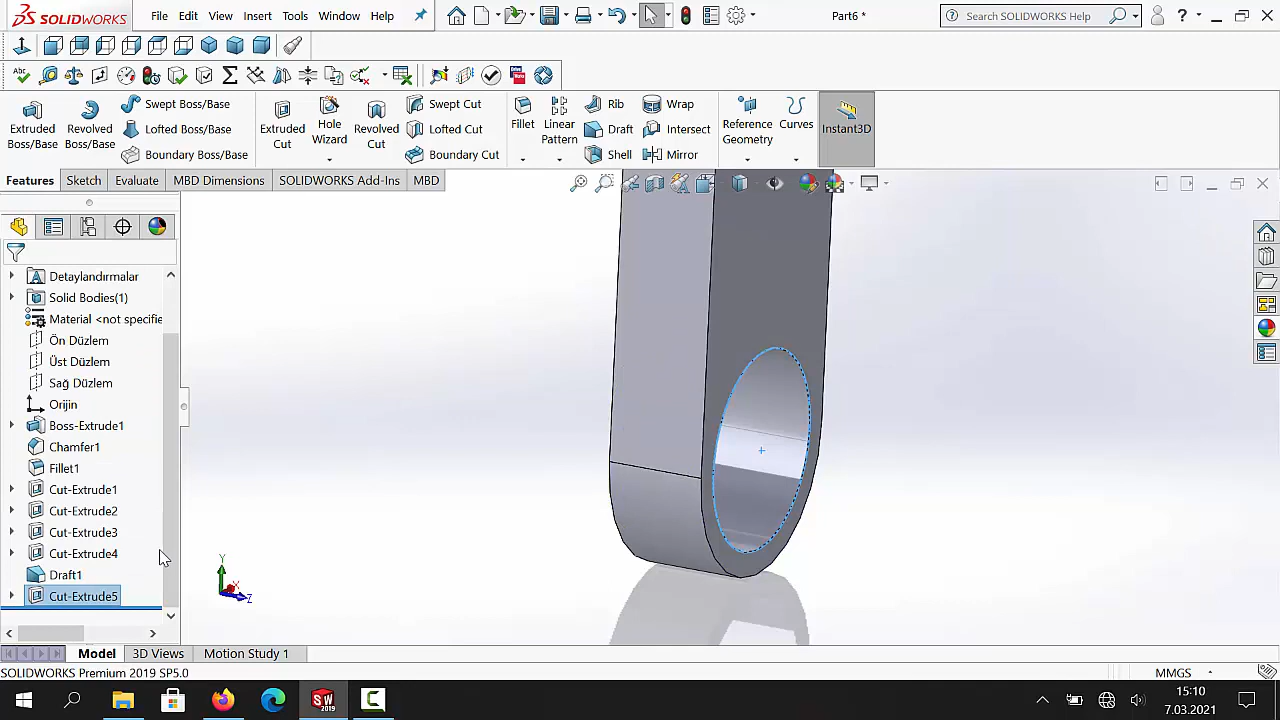 SOLIDWORKS File Edit View Insert Tools Window Help Part6 * Search SOLIDWORKS Help ?
Abc
Extruded Boss/Base
Revolved Boss/Base
Swept Boss/Base
Lofted Boss/Base
Boundary Boss/Base
Extruded Cut
Hole Wizard
Revolved Cut
Swept Cut
Lofted Cut
Boundary Cut
Fillet
Linear Pattern
Rib
Draft
Shell
Wrap
Intersect
Mirror
Reference Geometry
Curves
Instant3D
Features Sketch Evaluate MBD Dimensions SOLIDWORKS Add-Ins MBD
Detaylandırmalar
Solid Bodies(1)
Material <not specifie
Ön Düzlem
Üst Düzlem
Sağ Düzlem
Orijin
Boss-Extrude1
Chamfer1
Fillet1
Cut-Extrude1
Cut-Extrude2
Cut-Extrude3
Cut-Extrude4
Draft1
Cut-Extrude5
Y
X
Z
Model 3D Views Motion Study 1
SOLIDWORKS Premium 2019 SP5.0 MMGS
SW
2019
15:10
7.03.2021